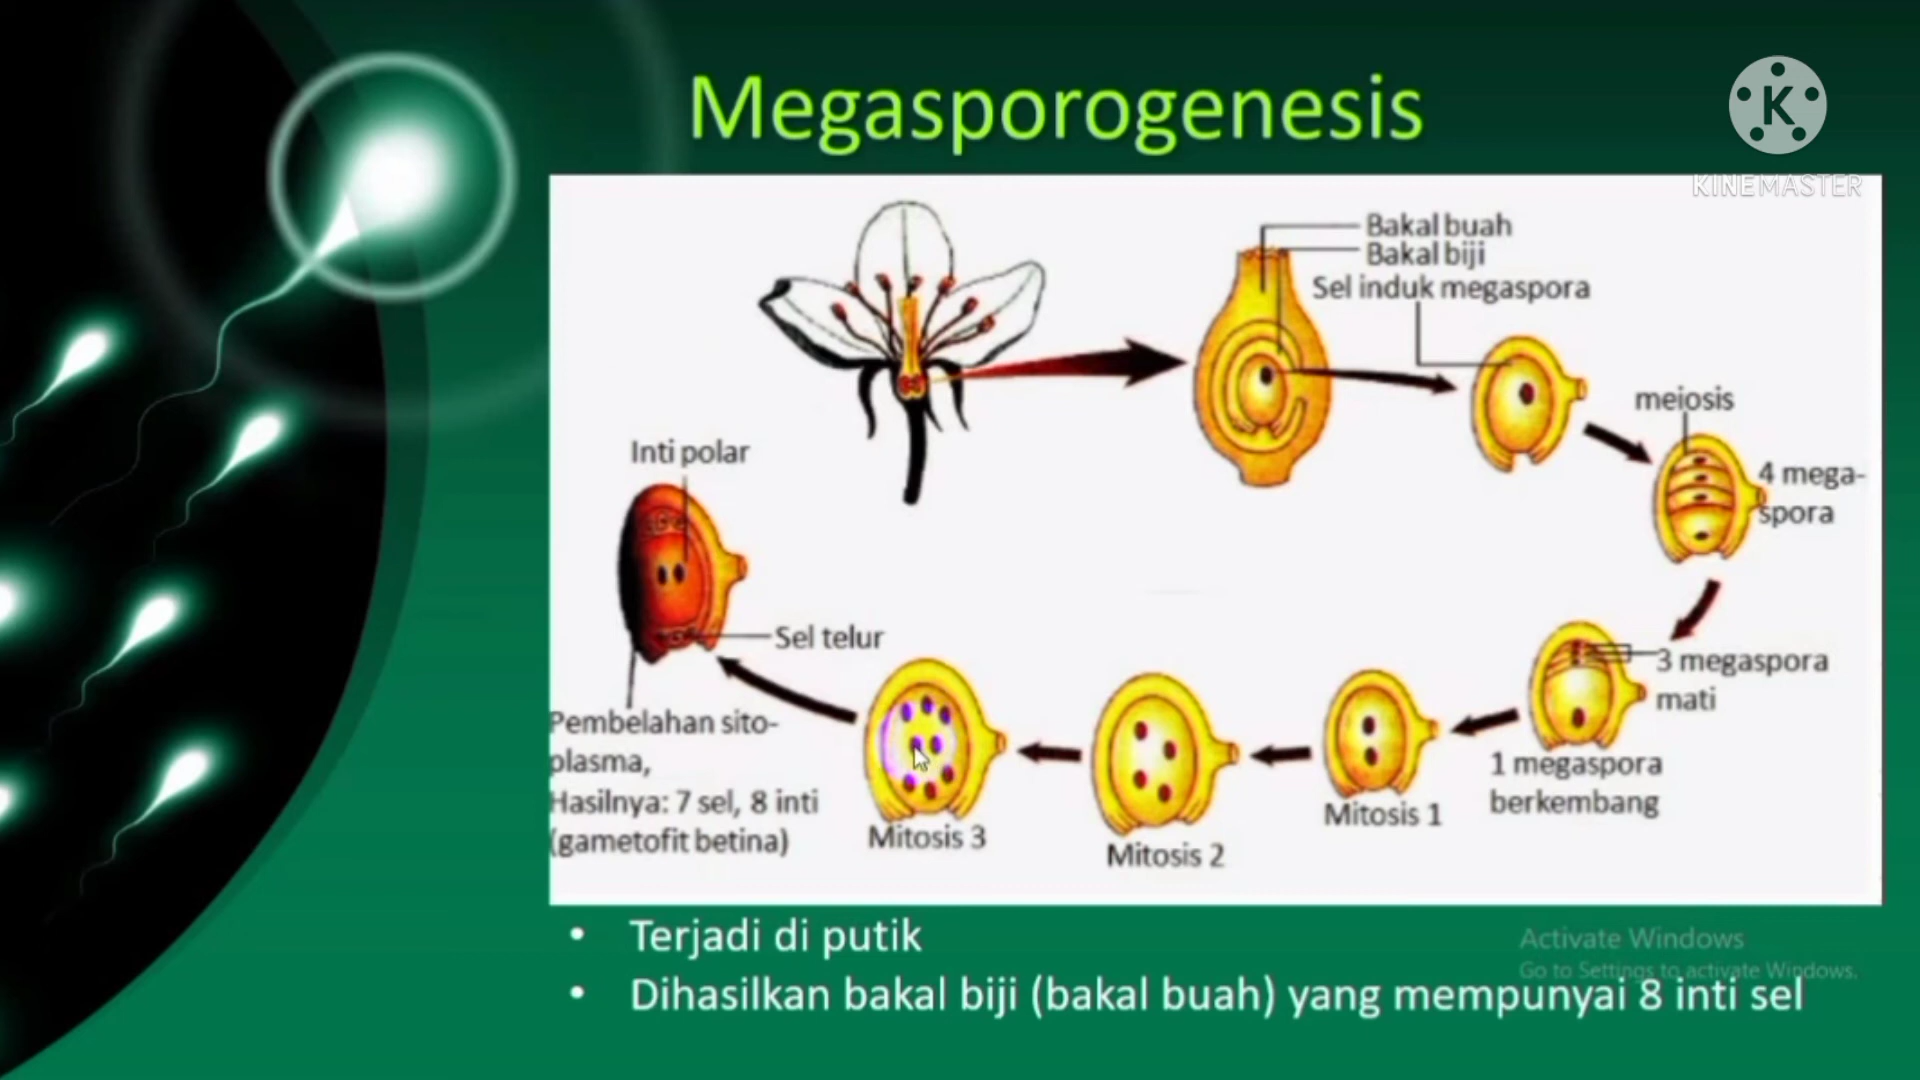 Megasporogenesis
K
KINEMASTER
Bakal buah
Bakal biji
Sel induk megaspora
meiosis
4 mega-
spora
3 megaspora
mati
1 megaspora
berkembang
Mitosis 1
Mitosis 2
Mitosis 3
Inti polar
Sel telur
Pembelahan sito-
plasma,
Hasilnya: 7 sel, 8 inti
(gametofit betina)
• Terjadi di putik
• Dihasilkan bakal biji (bakal buah) yang mempunyai 8 inti sel
Activate Windows
Go to Settings to activate Windows.